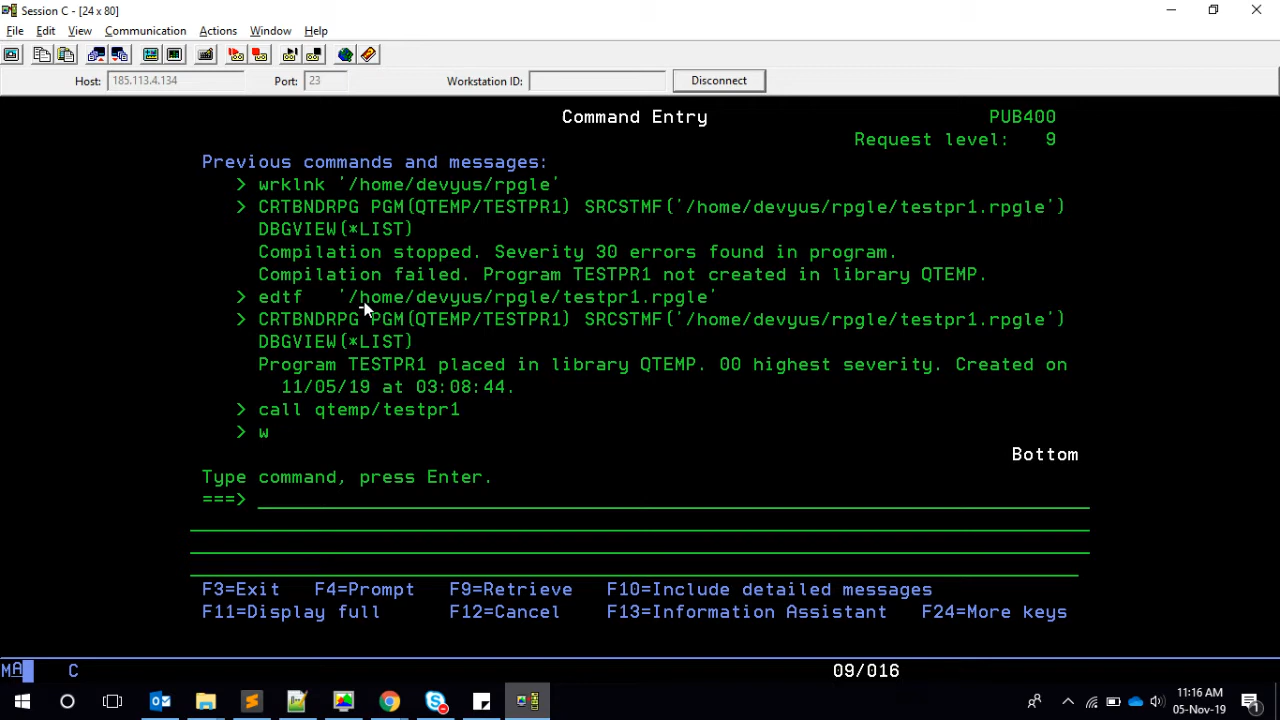 Session C - [24 x 80]
File Edit View Communication Actions Window Help
Host: 185.113.4.134 Port: 23 Workstation ID: Disconnect
Command Entry PUB400
Request level: 9
Previous commands and messages:
> wrklnk '/home/devyus/rpgle'
> CRTBNDRPG PGM(QTEMP/TESTPR1) SRCSTMF('/home/devyus/rpgle/testpr1.rpgle')
DBGVIEW(*LIST)
Compilation stopped. Severity 30 errors found in program.
Compilation failed. Program TESTPR1 not created in library QTEMP.
> edtf '/home/devyus/rpgle/testpr1.rpgle'
> CRTBNDRPG PGM(QTEMP/TESTPR1) SRCSTMF('/home/devyus/rpgle/testpr1.rpgle')
DBGVIEW(*LIST)
Program TESTPR1 placed in library QTEMP. 00 highest severity. Created on
11/05/19 at 03:08:44.
> call qtemp/testpr1
> w
Bottom
Type command, press Enter.
===>
F3=Exit F4=Prompt F9=Retrieve F10=Include detailed messages
F11=Display full F12=Cancel F13=Information Assistant F24=More keys
MA C 09/016
11:16 AM
05-Nov-19
1